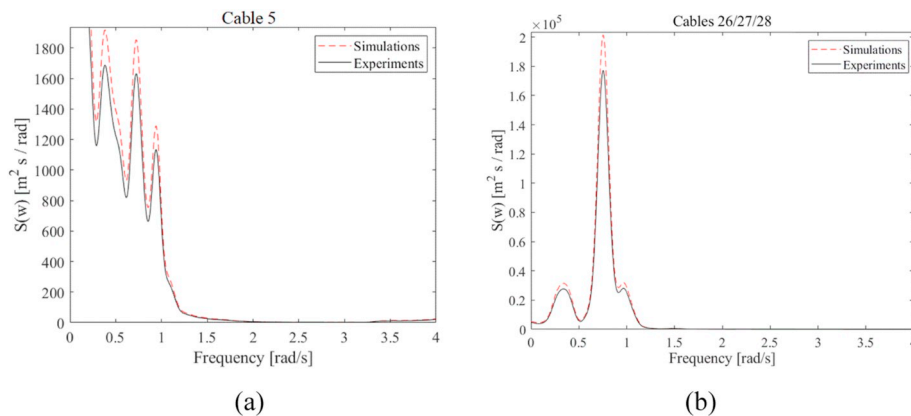 Cable 5
1800
1600
1400
1200
1000
800
600
400
200
0
S(w) [m² s / rad]
Simulations
Experiments
0 0.5 1 1.5 2 2.5 3 3.5 4
Frequency [rad/s]
(a)
×10⁵
Cables 26/27/28
2
1.8
1.6
1.4
1.2
1
0.8
0.6
0.4
0.2
0
S(w) [m² s / rad]
Simulations
Experiments
0 0.5 1 1.5 2 2.5 3 3.5 4
Frequency [rad/s]
(b)